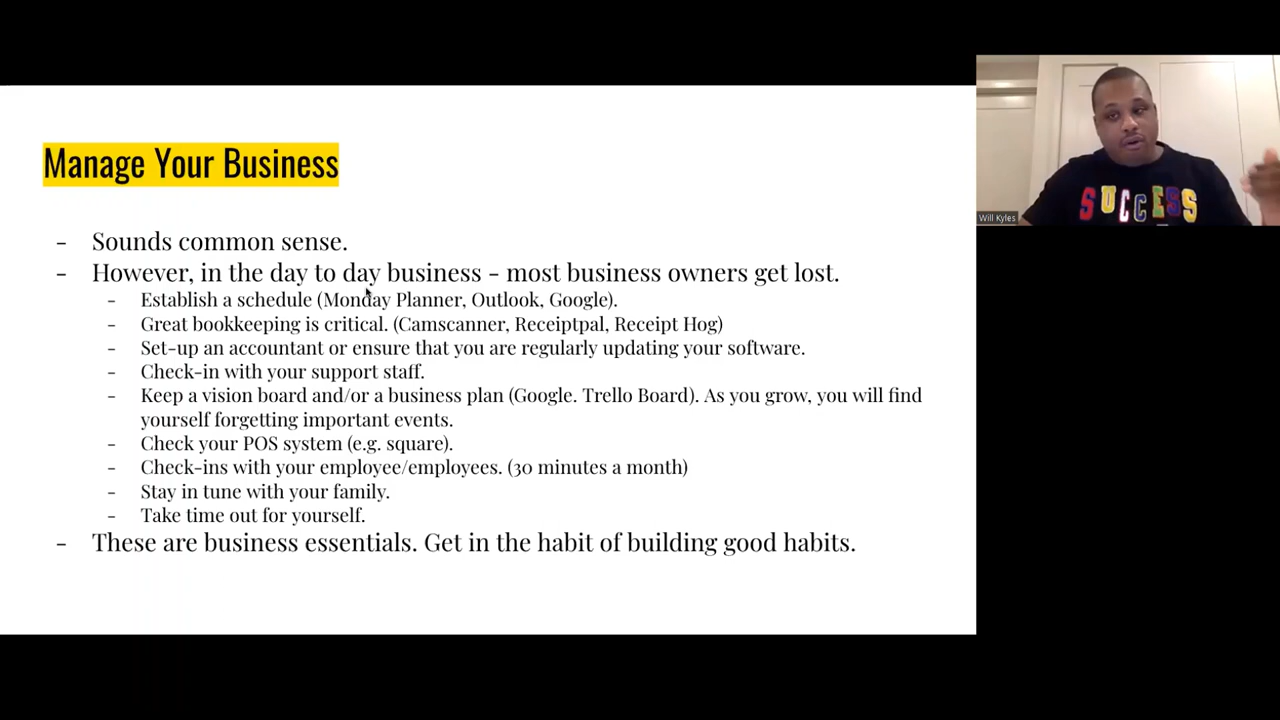 Manage Your Business
- Sounds common sense.
- However, in the day to day business - most business owners get lost.
- Establish a schedule (Monday Planner, Outlook, Google).
- Great bookkeeping is critical. (Camscanner, Receiptpal, Receipt Hog)
- Set-up an accountant or ensure that you are regularly updating your software.
- Check-in with your support staff.
- Keep a vision board and/or a business plan (Google. Trello Board). As you grow, you will find
yourself forgetting important events.
- Check your POS system (e.g. square).
- Check-ins with your employee/employees. (30 minutes a month)
- Stay in tune with your family.
- Take time out for yourself.
- These are business essentials. Get in the habit of building good habits.
SUCCESS
Will Kyles